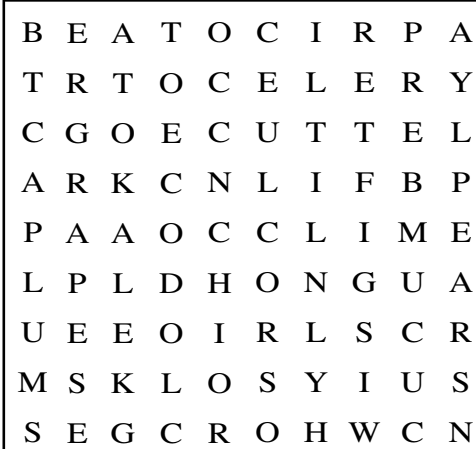 B E A T O C I R P A
T R T O C E L E R Y
C G O E C U T T E L
A R K C N L I F B P
P A A O C C L I M E
L P L D H O N G U A
U E E O I R L S C R
M S K L O S Y I U S
S E G C R O H W C N